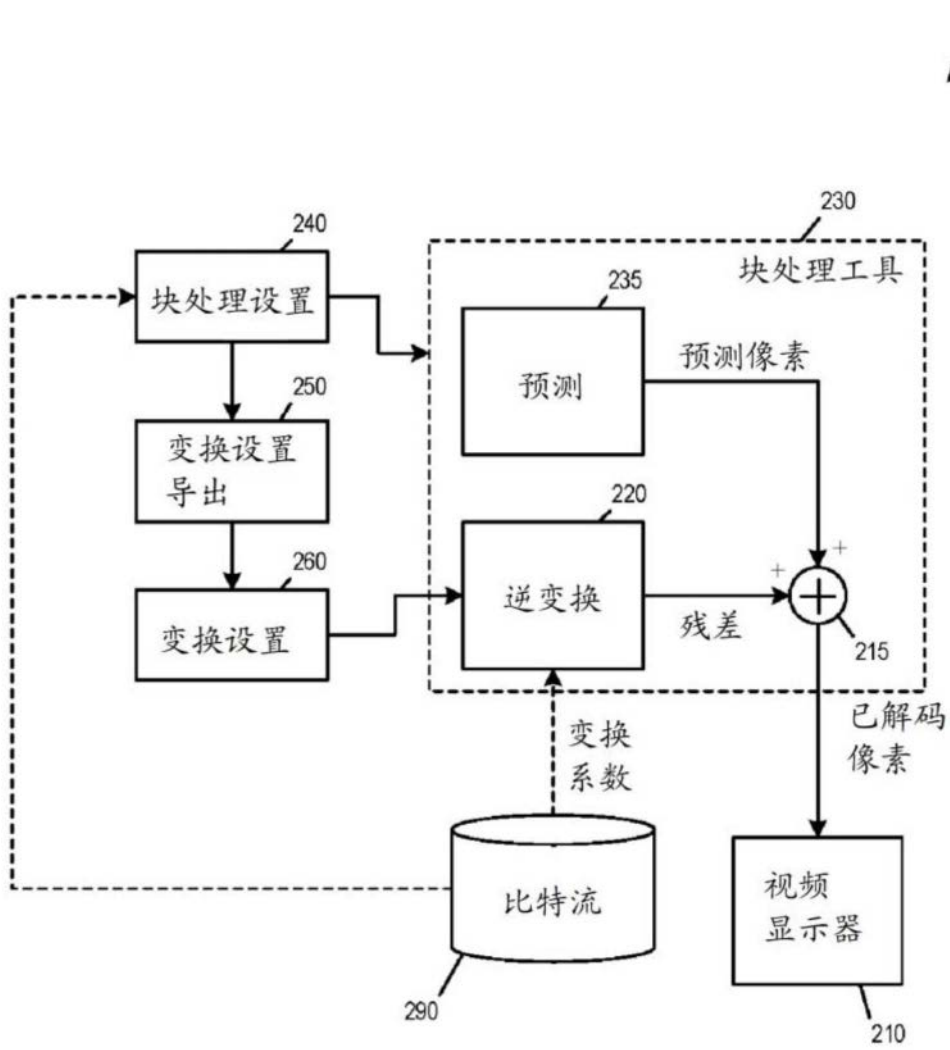 230
240
块处理工具
235
块处理设置
预测像素
预测
250
变换设置
导出
220
+
260
+
逆变换
变换设置
残差
215
已解码
像素
变换
系数
比特流
视频
显示器
290
210